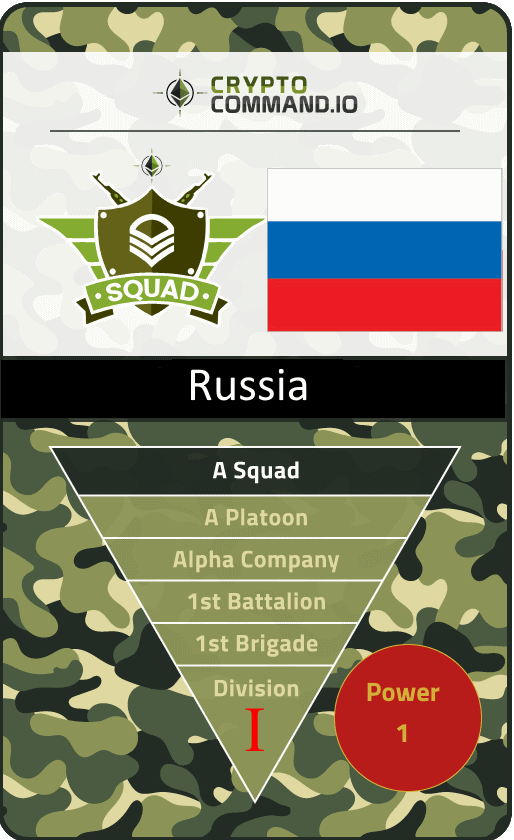 CRYPTO
COMMAND.IO
SQUAD
Russia
A Squad
A Platoon
Alpha Company
1st Battalion
1st Brigade
Division
I
Power
1